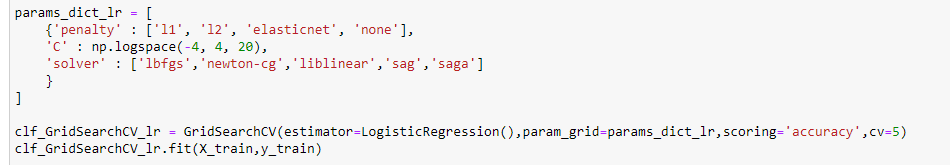 params_dict_lr = [
    {'penalty' : ['l1', 'l2', 'elasticnet', 'none'],
    'C' : np.logspace(-4, 4, 20),
    'solver' : ['lbfgs','newton-cg','liblinear','sag','saga']
    }
]
clf_GridSearchCV_lr = GridSearchCV(estimator=LogisticRegression(),param_grid=params_dict_lr,scoring='accuracy',cv=5)
clf_GridSearchCV_lr.fit(X_train,y_train)